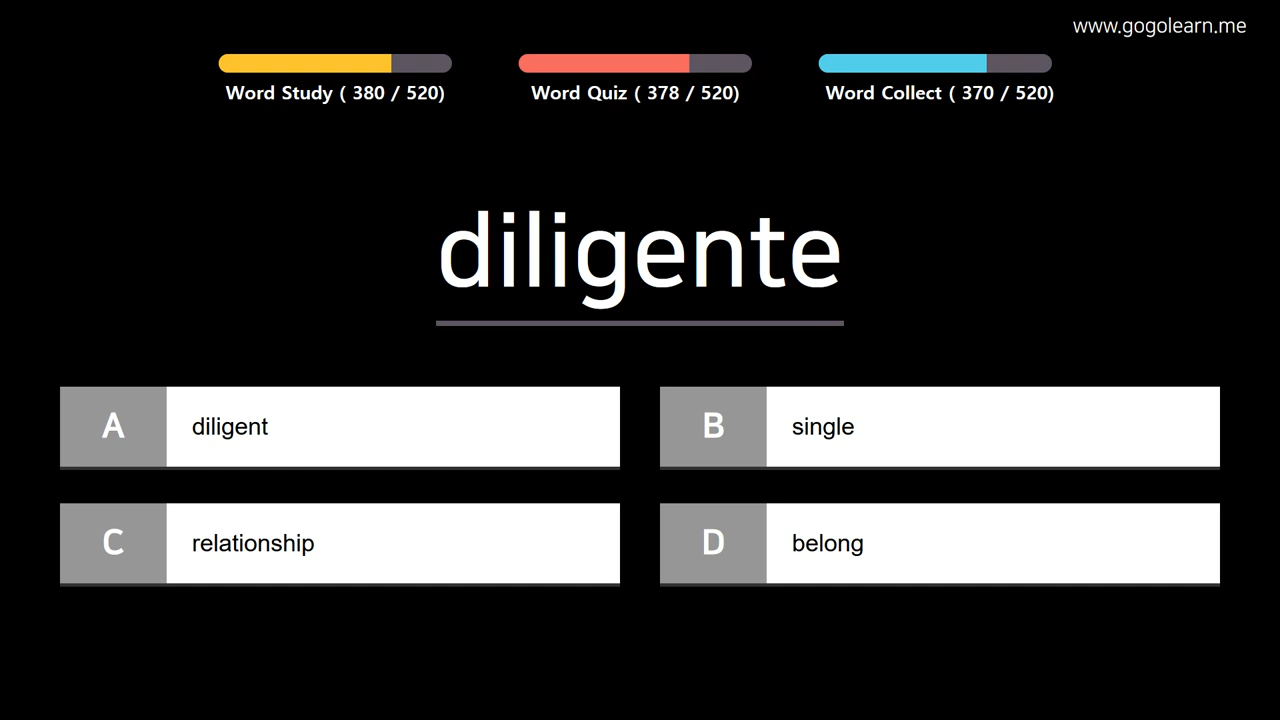 www.gogolearn.me
Word Study ( 380 / 520)
Word Quiz ( 378 / 520)
Word Collect ( 370 / 520)
diligente
A diligent
B single
C relationship
D belong